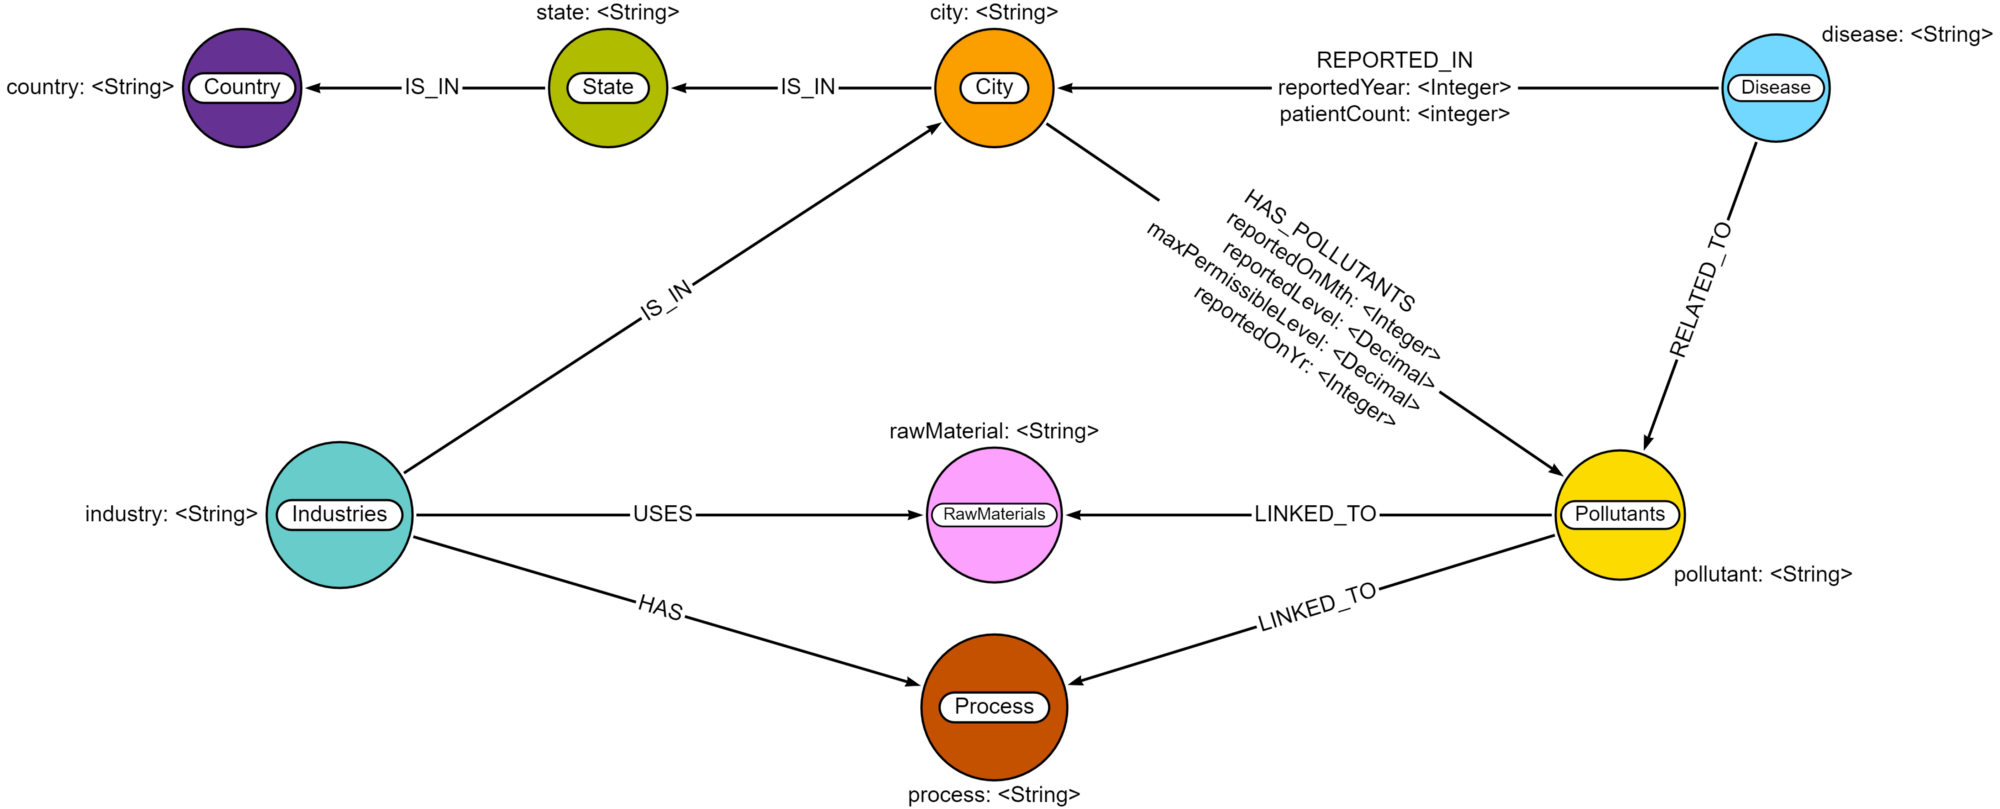 state: <String>
city: <String>
disease: <String>
country: <String>
Country
IS_IN
State
IS_IN
City
REPORTED_IN
reportedYear: <Integer>
patientCount: <integer>
Disease
HAS_POLLUTANTS
reportedOnMth: <Integer>
reportedLevel: <Decimal>
maxPermissibleLevel: <Decimal>
reportedOnYr: <Integer>
RELATED_TO
IS_IN
rawMaterial: <String>
industry: <String>
Industries
USES
RawMaterials
LINKED_TO
Pollutants
pollutant: <String>
HAS
LINKED_TO
Process
process: <String>